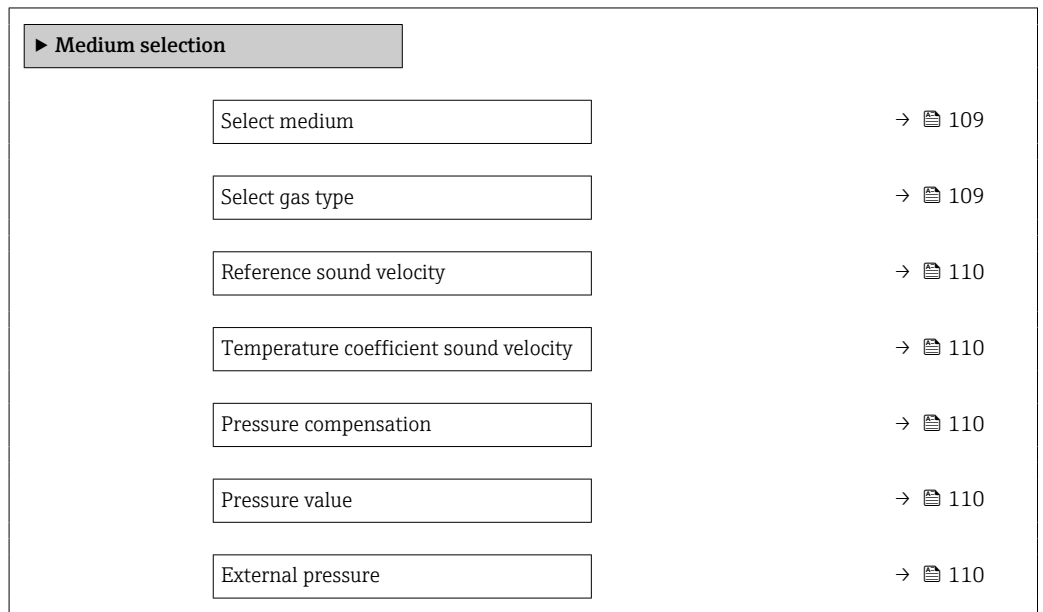 ▶ Medium selection
Select medium → 109
Select gas type → 109
Reference sound velocity → 110
Temperature coefficient sound velocity → 110
Pressure compensation → 110
Pressure value → 110
External pressure → 110